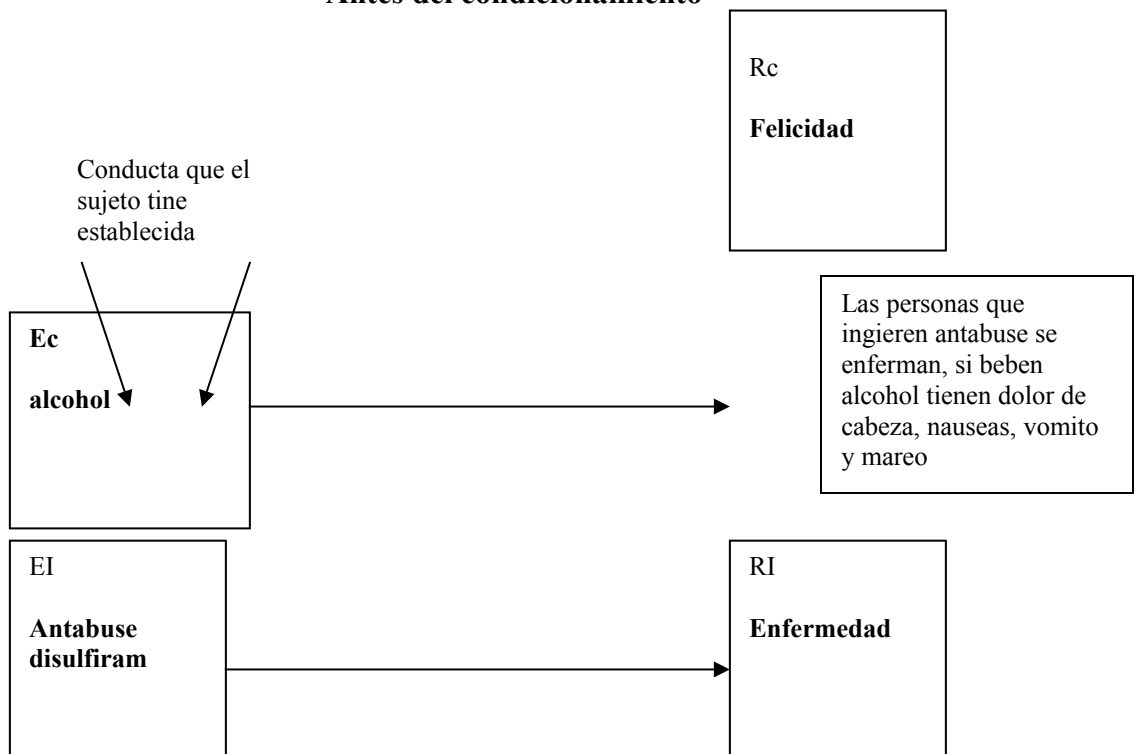 Antes del condicionamiento
Rc
Felicidad
Conducta que el
sujeto tine
establecida
Las personas que
ingieren antabuse se
enferman, si beben
alcohol tienen dolor de
cabeza, nauseas, vomito
y mareo
Ec
alcohol
EI
Antabuse
disulfiram
RI
Enfermedad